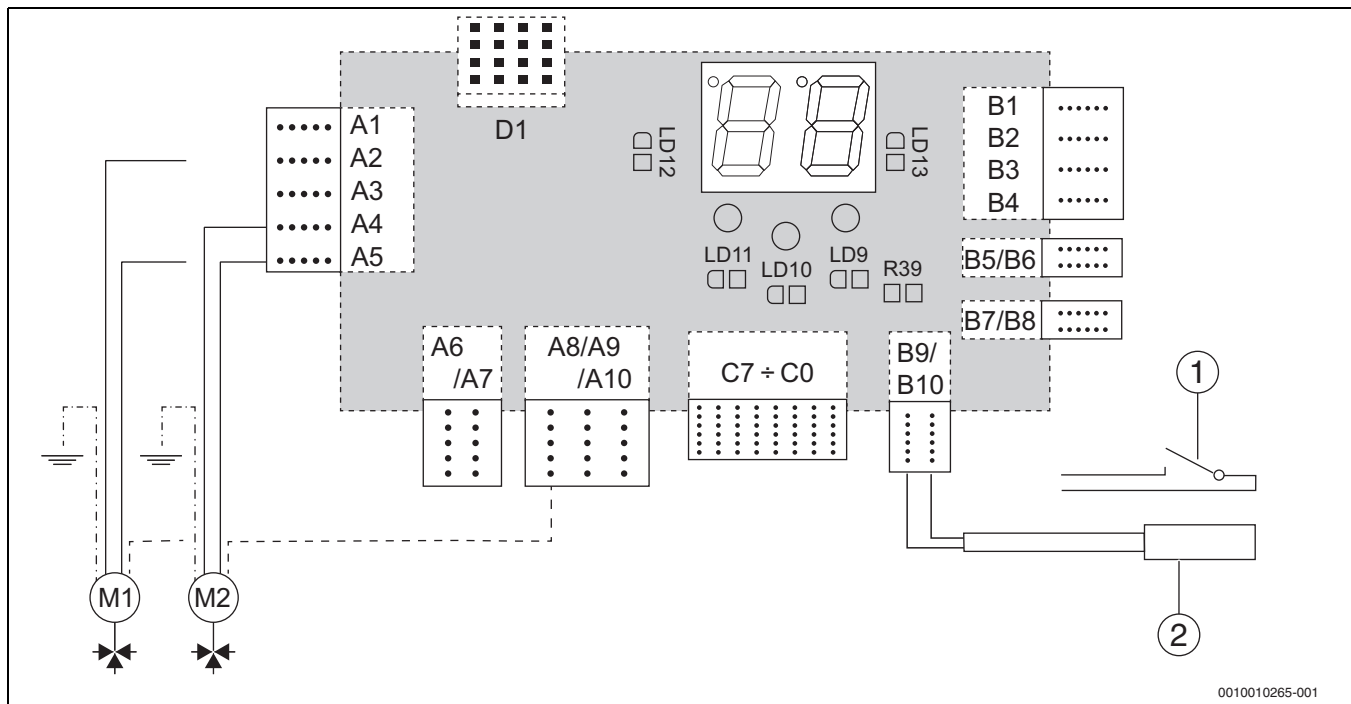 D1
A1
A2
A3
A4
A5
LD12
LD13
B1
B2
B3
B4
LD11
LD10
LD9
R39
B5/B6
B7/B8
A6
/A7
A8/A9
/A10
C7 ÷ C0
B9/
B10
1
M1
M2
2
0010010265-001